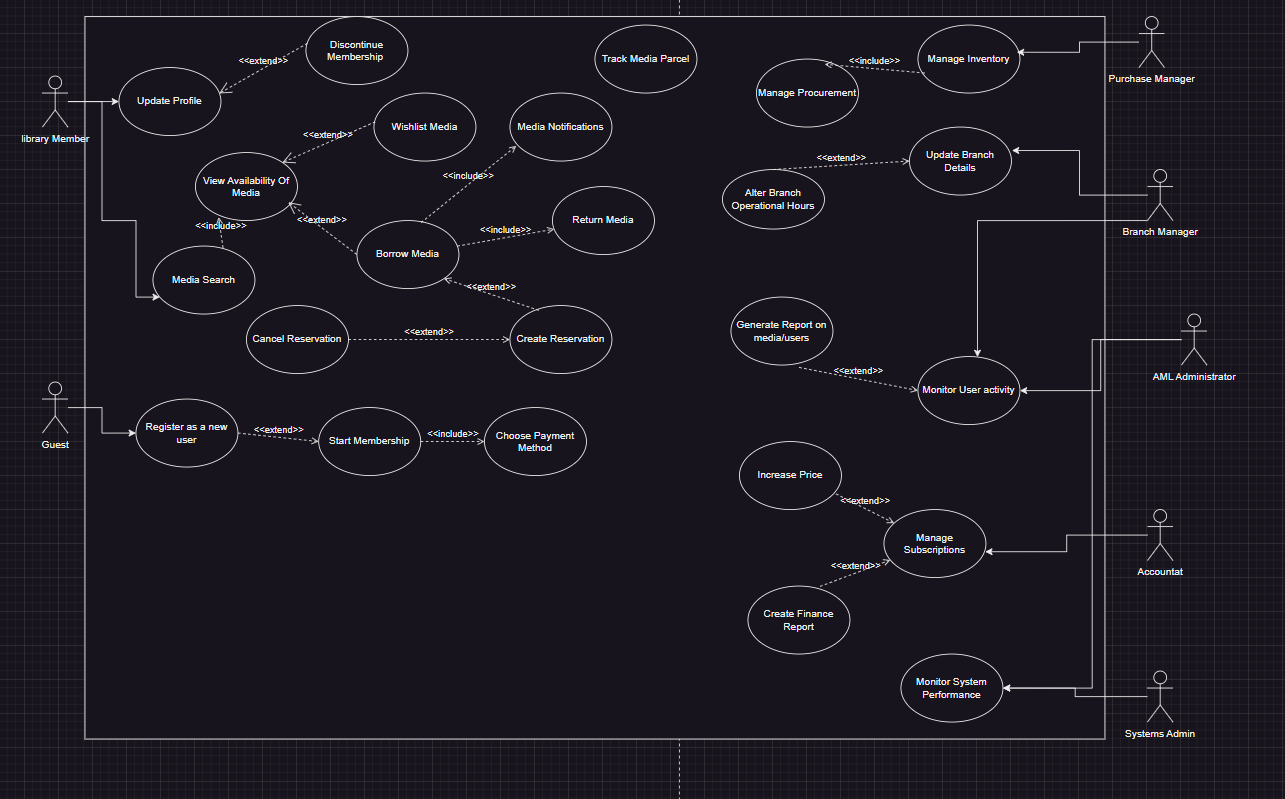 Discontinue
Membership
<<extend>>
Update Profile
library Member
Track Media Parcel
Manage Inventory
<<include>>
Manage Procurement
Purchase Manager
Wishlist Media
<<extend>>
Media Notifications
View Availability Of
Media
<<include>>
<<extend>>
<<include>>
Return Media
<<include>>
Borrow Media
Media Search
<<extend>>
Cancel Reservation
<<extend>>
Create Reservation
<<extend>>
Update Branch
Details
Alter Branch
Operational Hours
Branch Manager
Generate Report on
media/users
<<extend>>
Monitor User activity
AML Administrator
Guest
Register as a new
user
<<extend>>
Start Membership
<<include>>
Choose Payment
Method
Increase Price
<<extend>>
Manage
Subscriptions
Accountat
<<extend>>
Create Finance
Report
Monitor System
Performance
Systems Admin